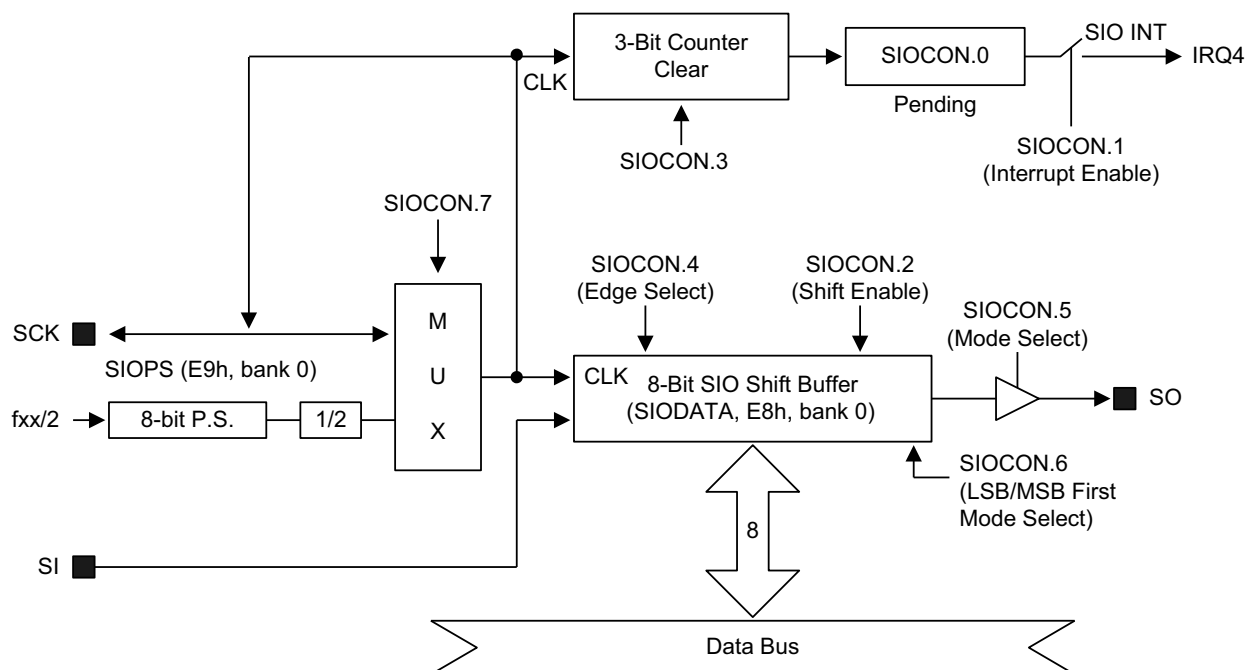 3-Bit Counter
Clear
CLK
SIOCON.0
Pending
SIO INT
IRQ4
SIOCON.3
SIOCON.1
(Interrupt Enable)
SIOCON.7
SIOCON.4
(Edge Select)
SIOCON.2
(Shift Enable)
SIOCON.5
(Mode Select)
SCK
SIOPS (E9h, bank 0)
M
U
X
fxx/2
8-bit P.S.
1/2
CLK
8-Bit SIO Shift Buffer
(SIODATA, E8h, bank 0)
SO
SIOCON.6
(LSB/MSB First
Mode Select)
8
SI
Data Bus